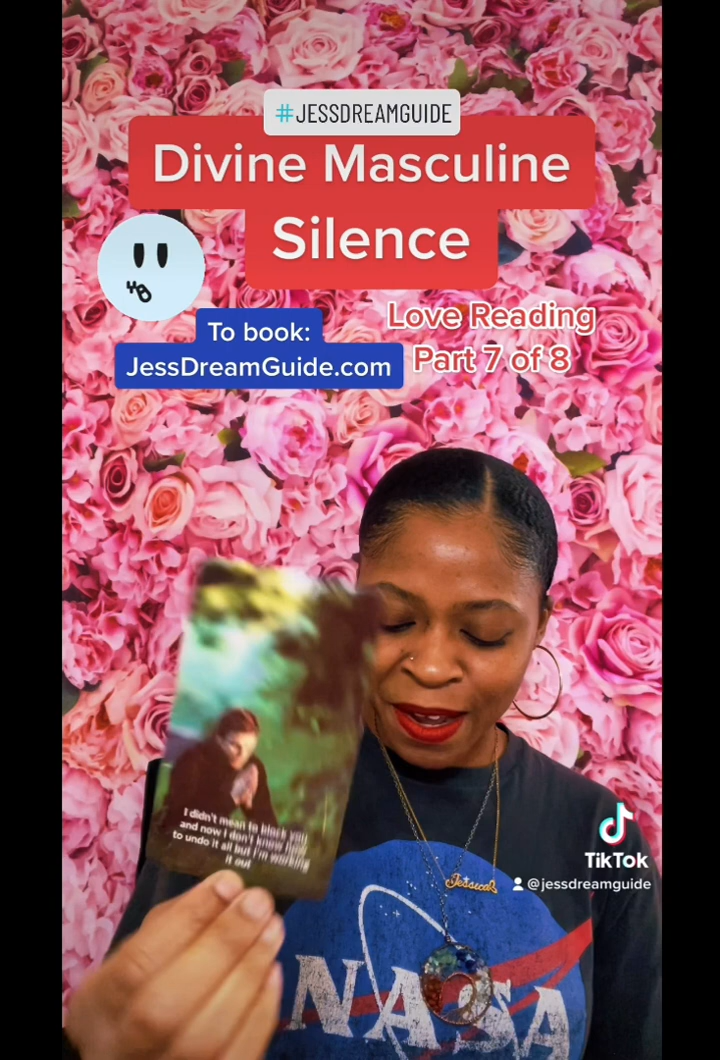 #JESSDREAMGUIDE
Divine Masculine
Silence
To book:
JessDreamGuide.com
Love Reading
Part 7 of 8
I didn't mean to block you
and now I don't know how
to undo it all but I'm working
it out
Jessica
TikTok
@jessdreamguide
NASA